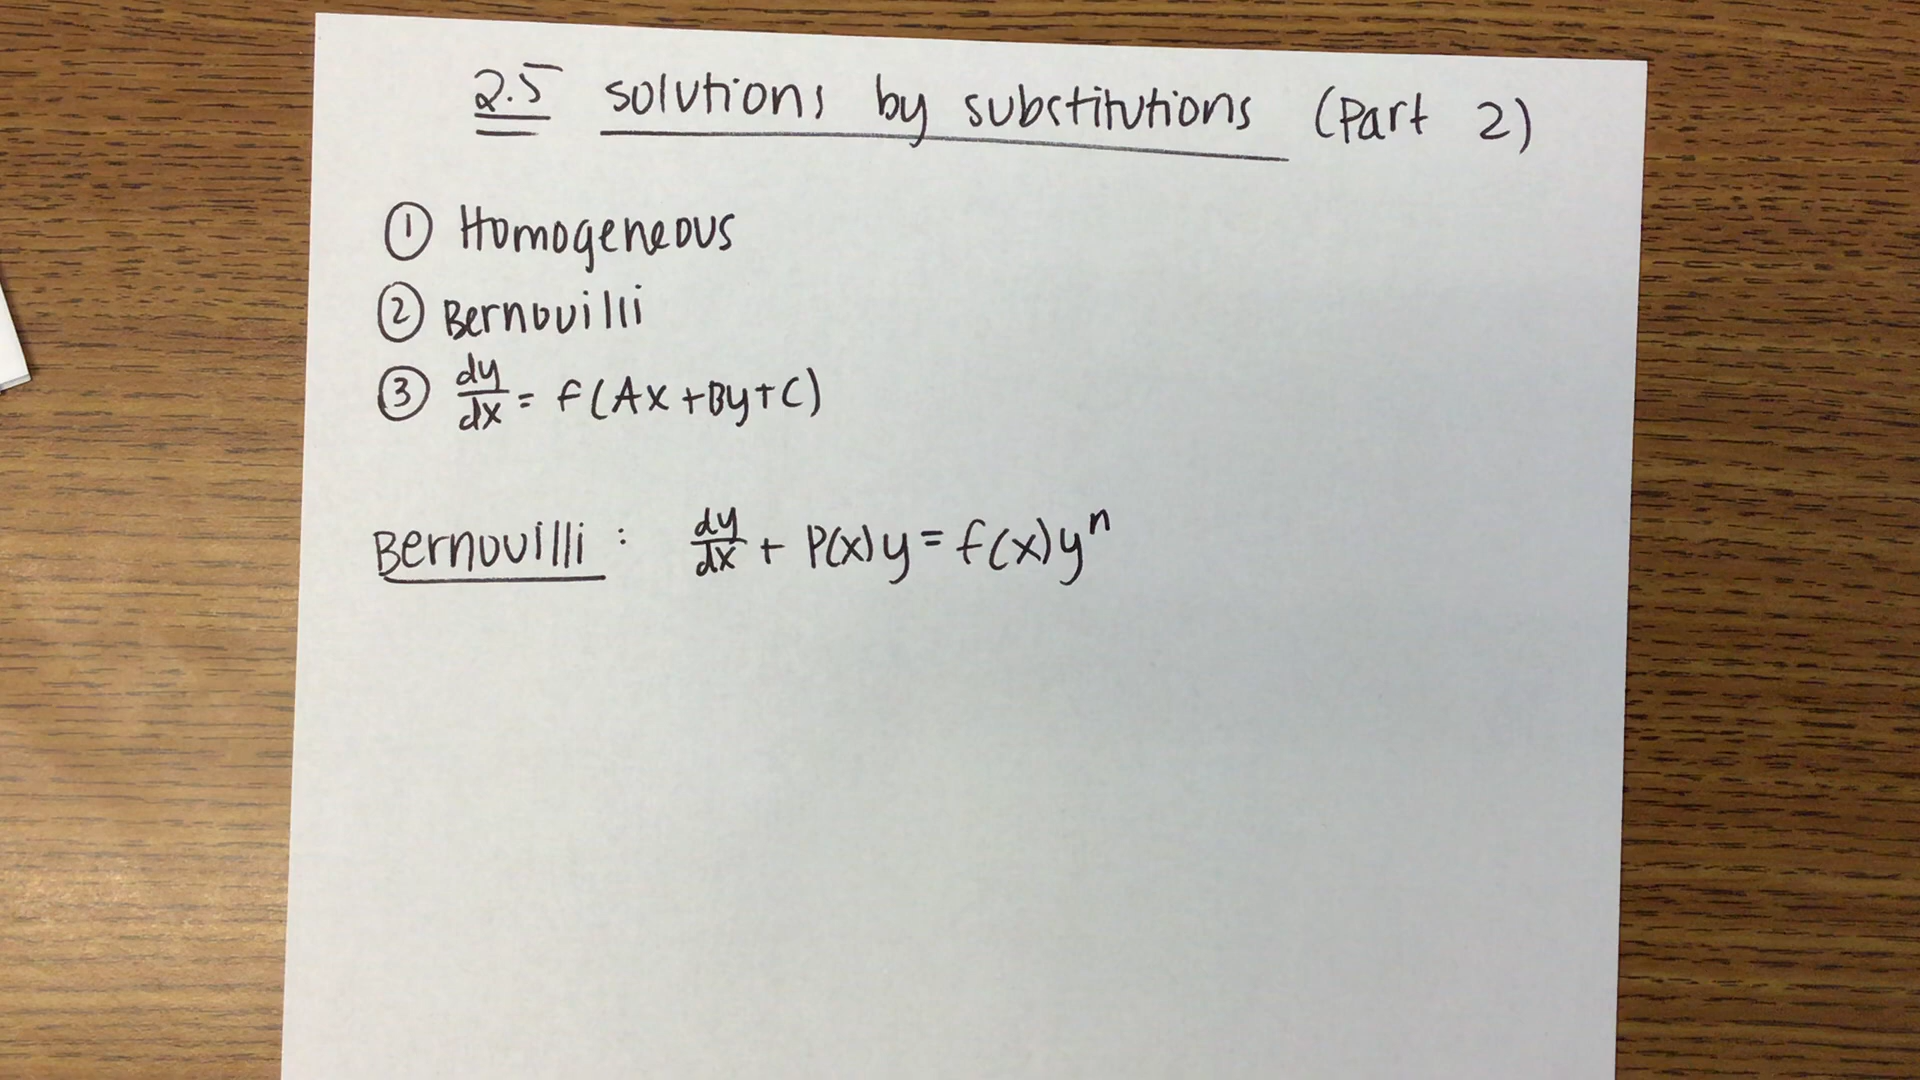 2.5 solutions by substitutions (Part 2)
① Homogeneous
② Bernouilli
③ dy/dx = f(Ax+By+C)
Bernouilli : dy/dx + P(x)y = f(x)yⁿ